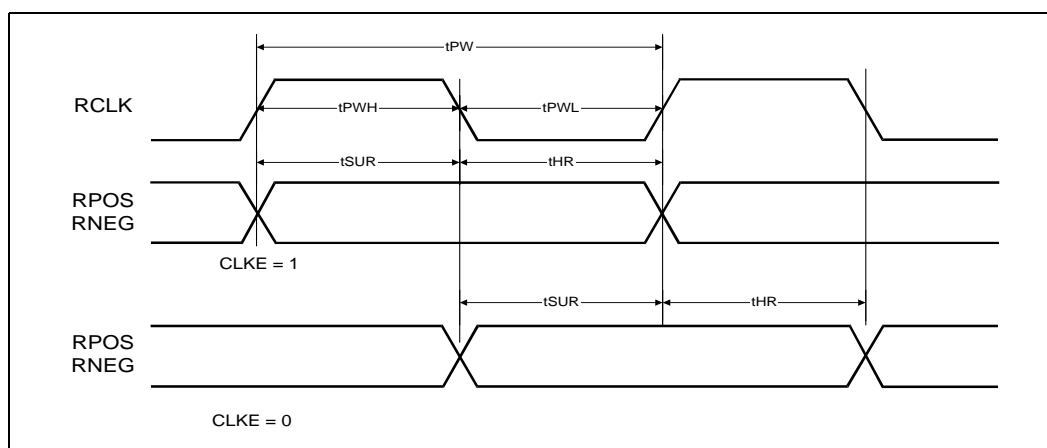 tPW
RCLK
tPWH
tPWL
tSUR
tHR
RPOS
RNEG
CLKE = 1
tSUR
tHR
RPOS
RNEG
CLKE = 0